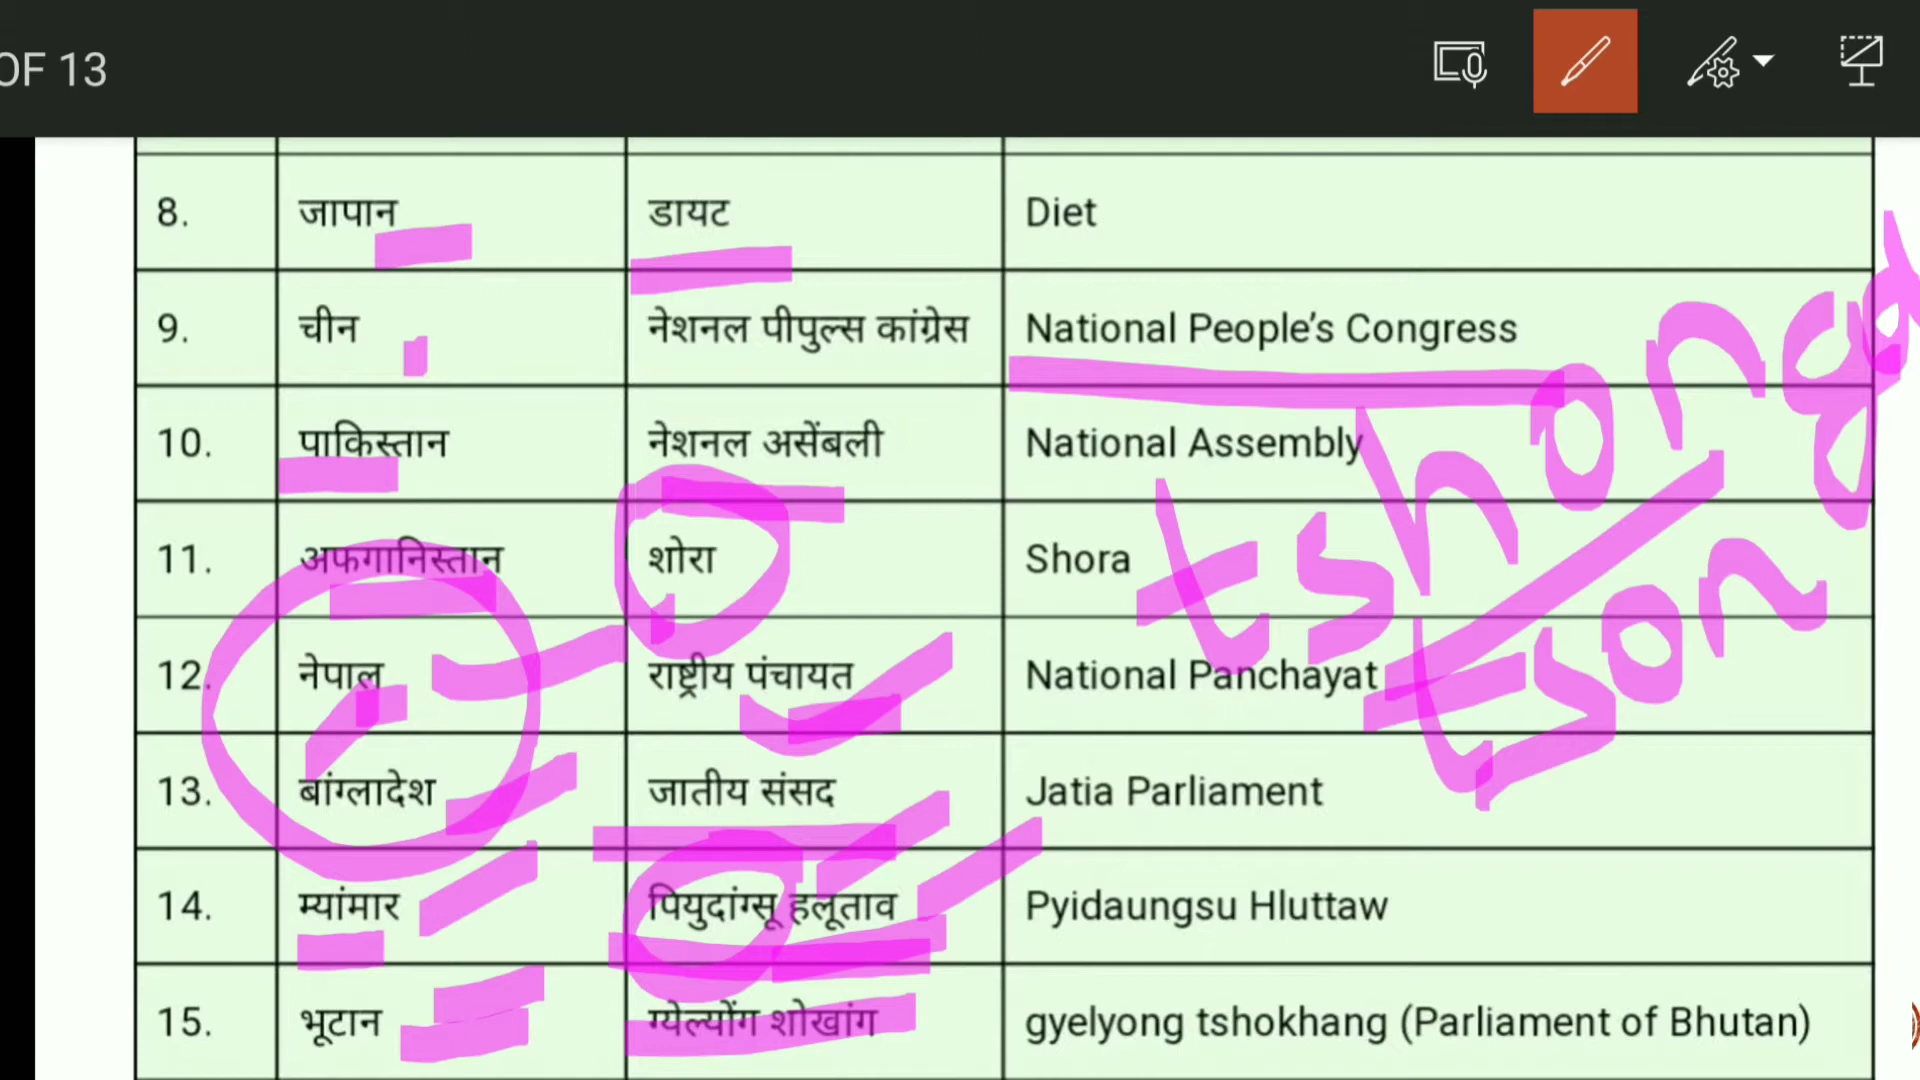 OF 13
8. जापान डायट Diet
9. चीन नेशनल पीपुल्स कांग्रेस National People’s Congress
10. पाकिस्तान नेशनल असेंबली National Assembly
11. अफगानिस्तान शोरा Shora
12. नेपाल राष्ट्रीय पंचायत National Panchayat
13. बांग्लादेश जातीय संसद Jatia Parliament
14. म्यांमार पियुदांग्सू हलूताव Pyidaungsu Hluttaw
15. भूटान ग्येल्योंग शोखांग gyelyong tshokhang (Parliament of Bhutan)
tshong
tson